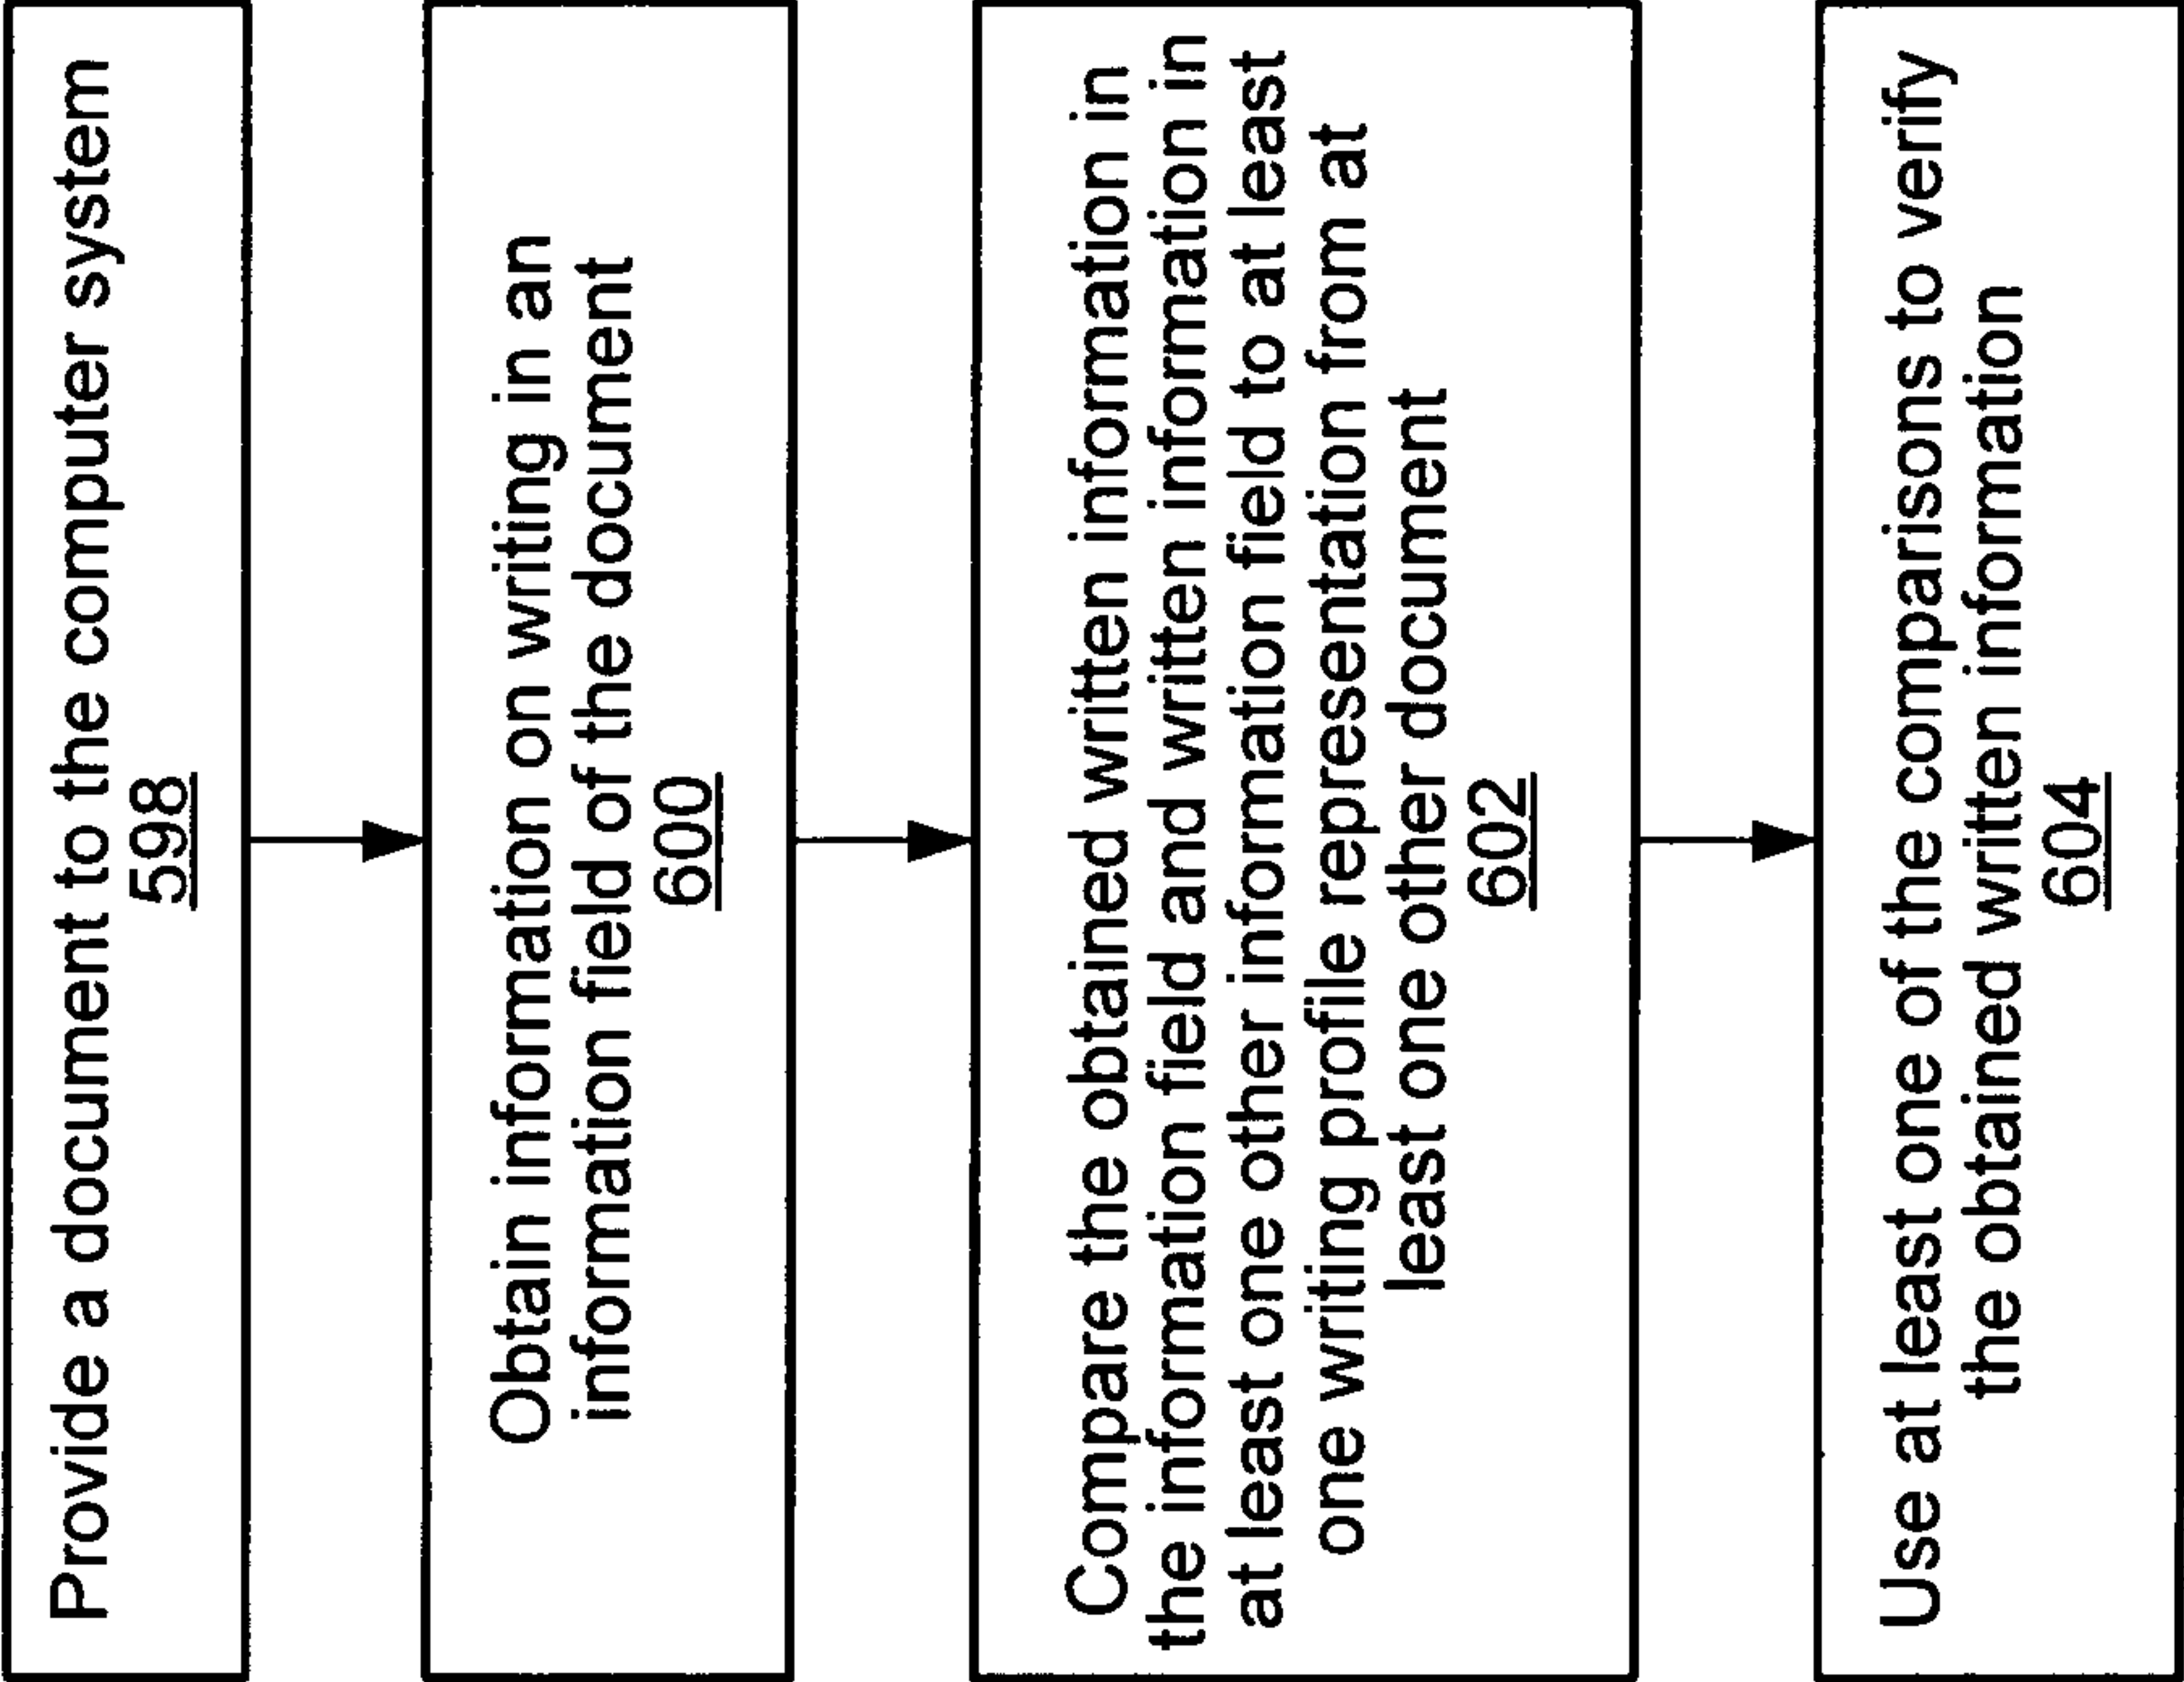 Provide a document to the computer system
598
Obtain information on writing in an
information field of the document
600
Compare the obtained written information in
the information field and written information in
at least one other information field to at least
one writing profile representation from at
least one other document
602
Use at least one of the comparisons to verify
the obtained written information
604